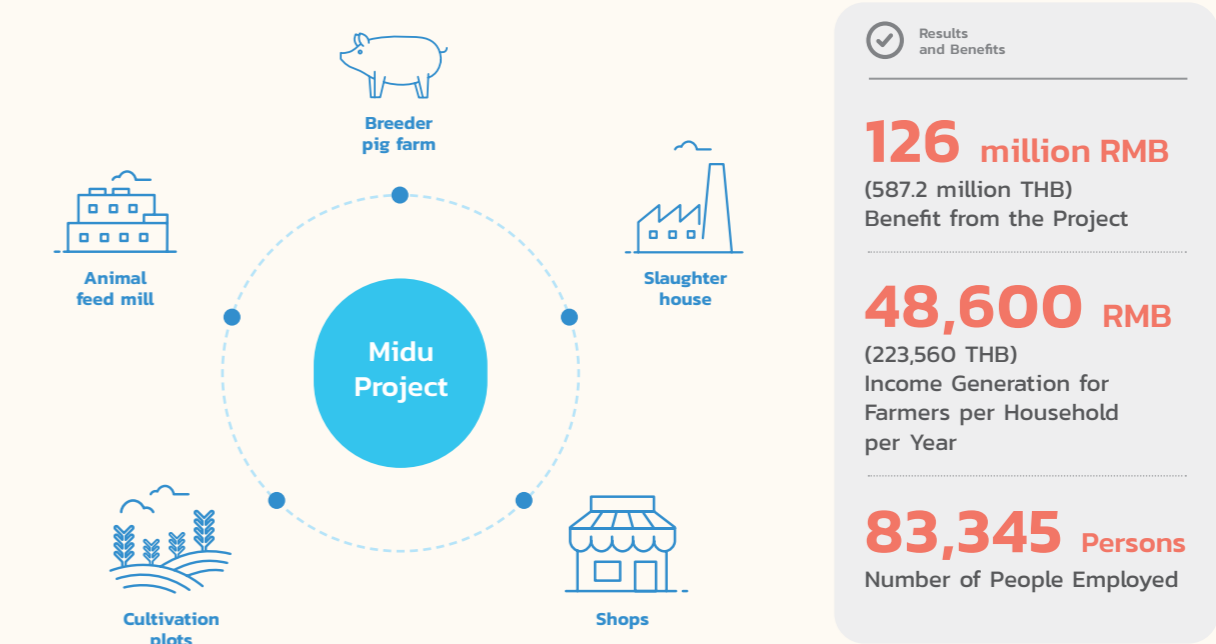 Breeder
pig farm
Animal
feed mill
Slaughter
house
Midu
Project
Cultivation
plots
Shops
Results
and Benefits
126 million RMB
(587.2 million THB)
Benefit from the Project
48,600 RMB
(223,560 THB)
Income Generation for
Farmers per Household
per Year
83,345 Persons
Number of People Employed